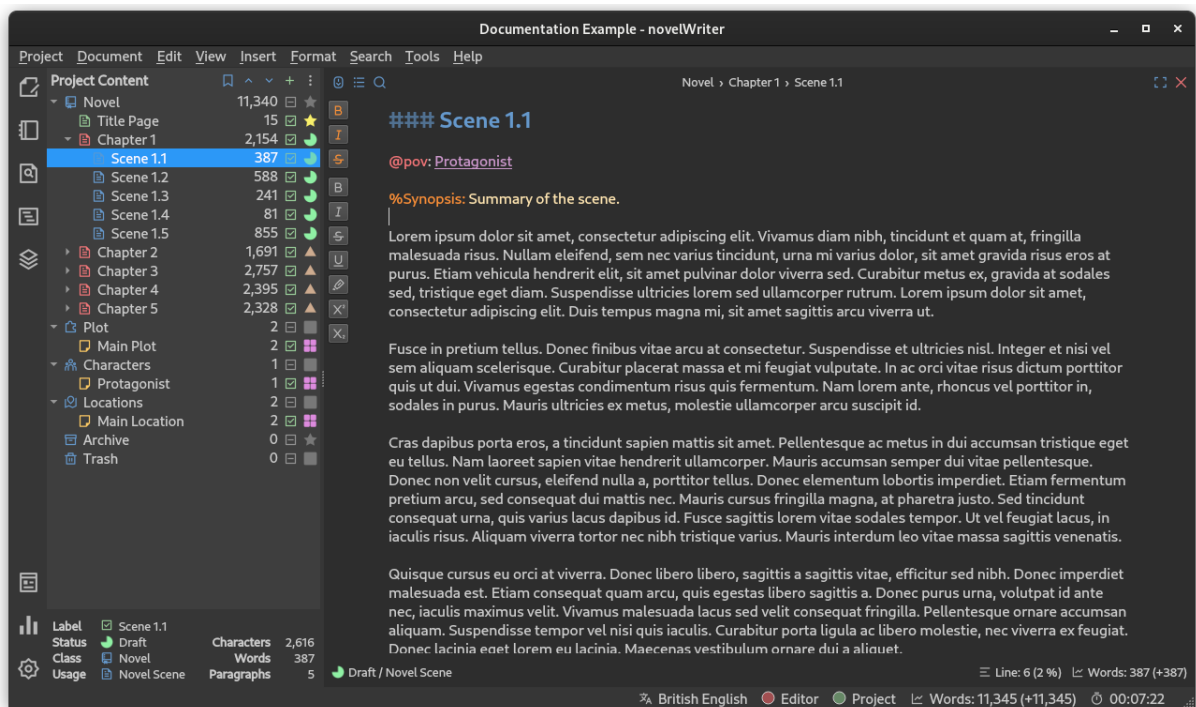 Documentation Example - novelWriter
Project Document Edit View Insert Format Search Tools Help
Project Content
Novel 11,340
Title Page 15
Chapter 1 2,154
Scene 1.1 387
Scene 1.2 588
Scene 1.3 241
Scene 1.4 81
Scene 1.5 855
Chapter 2 1,691
Chapter 3 2,757
Chapter 4 2,395
Chapter 5 2,328
Plot 2
Main Plot 2
Characters 1
Protagonist 1
Locations 2
Main Location 2
Archive 0
Trash 0
Label Scene 1.1
Status Draft Characters 2,616
Class Novel Words 387
Usage Novel Scene Paragraphs 5
Novel › Chapter 1 › Scene 1.1
B
I
S
B
I
S
U
X²
X₂
### Scene 1.1
@pov: Protagonist
%Synopsis: Summary of the scene.
Lorem ipsum dolor sit amet, consectetur adipiscing elit. Vivamus diam nibh, tincidunt et quam at, fringilla
malesuada risus. Nullam eleifend, sem nec varius tincidunt, urna mi varius dolor, sit amet gravida risus eros at
purus. Etiam vehicula hendrerit elit, sit amet pulvinar dolor viverra sed. Curabitur metus ex, gravida at sodales
sed, tristique eget diam. Suspendisse ultricies lorem sed ullamcorper rutrum. Lorem ipsum dolor sit amet,
consectetur adipiscing elit. Duis tempus magna mi, sit amet sagittis arcu viverra ut.
Fusce in pretium tellus. Donec finibus vitae arcu at consectetur. Suspendisse et ultricies nisl. Integer et nisi vel
sem aliquam scelerisque. Curabitur placerat massa et mi feugiat vulputate. In ac orci vitae risus dictum porttitor
quis ut dui. Vivamus egestas condimentum risus quis fermentum. Nam lorem ante, rhoncus vel porttitor in,
sodales in purus. Mauris ultricies ex metus, molestie ullamcorper arcu suscipit id.
Cras dapibus porta eros, a tincidunt sapien mattis sit amet. Pellentesque ac metus in dui accumsan tristique eget
eu tellus. Nam laoreet sapien vitae hendrerit ullamcorper. Mauris accumsan semper dui vitae pellentesque.
Donec non velit cursus, eleifend nulla a, porttitor tellus. Donec elementum lobortis imperdiet. Etiam fermentum
pretium arcu, sed consequat dui mattis nec. Mauris cursus fringilla magna, at pharetra justo. Sed tincidunt
consequat urna, quis varius lacus dapibus id. Fusce sagittis lorem vitae sodales tempor. Ut vel feugiat lacus, in
iaculis risus. Aliquam viverra tortor nec nibh tristique varius. Mauris interdum leo vitae massa sagittis venenatis.
Quisque cursus eu orci at viverra. Donec libero libero, sagittis a sagittis vitae, efficitur sed nibh. Donec imperdiet
malesuada est. Etiam consequat quam arcu, quis egestas libero sagittis a. Donec purus urna, volutpat id ante
nec, iaculis maximus velit. Vivamus malesuada lacus sed velit consequat fringilla. Pellentesque ornare accumsan
aliquam. Suspendisse tempor vel nisi quis iaculis. Curabitur porta ligula ac libero molestie, nec viverra ex feugiat.
Donec lacinia eget lorem eu lacinia. Maecenas vestibulum ornare dui a aliquet.
Draft / Novel Scene Line: 6 (2 %) Words: 387 (+387)
British English Editor Project Words: 11,345 (+11,345) 00:07:22